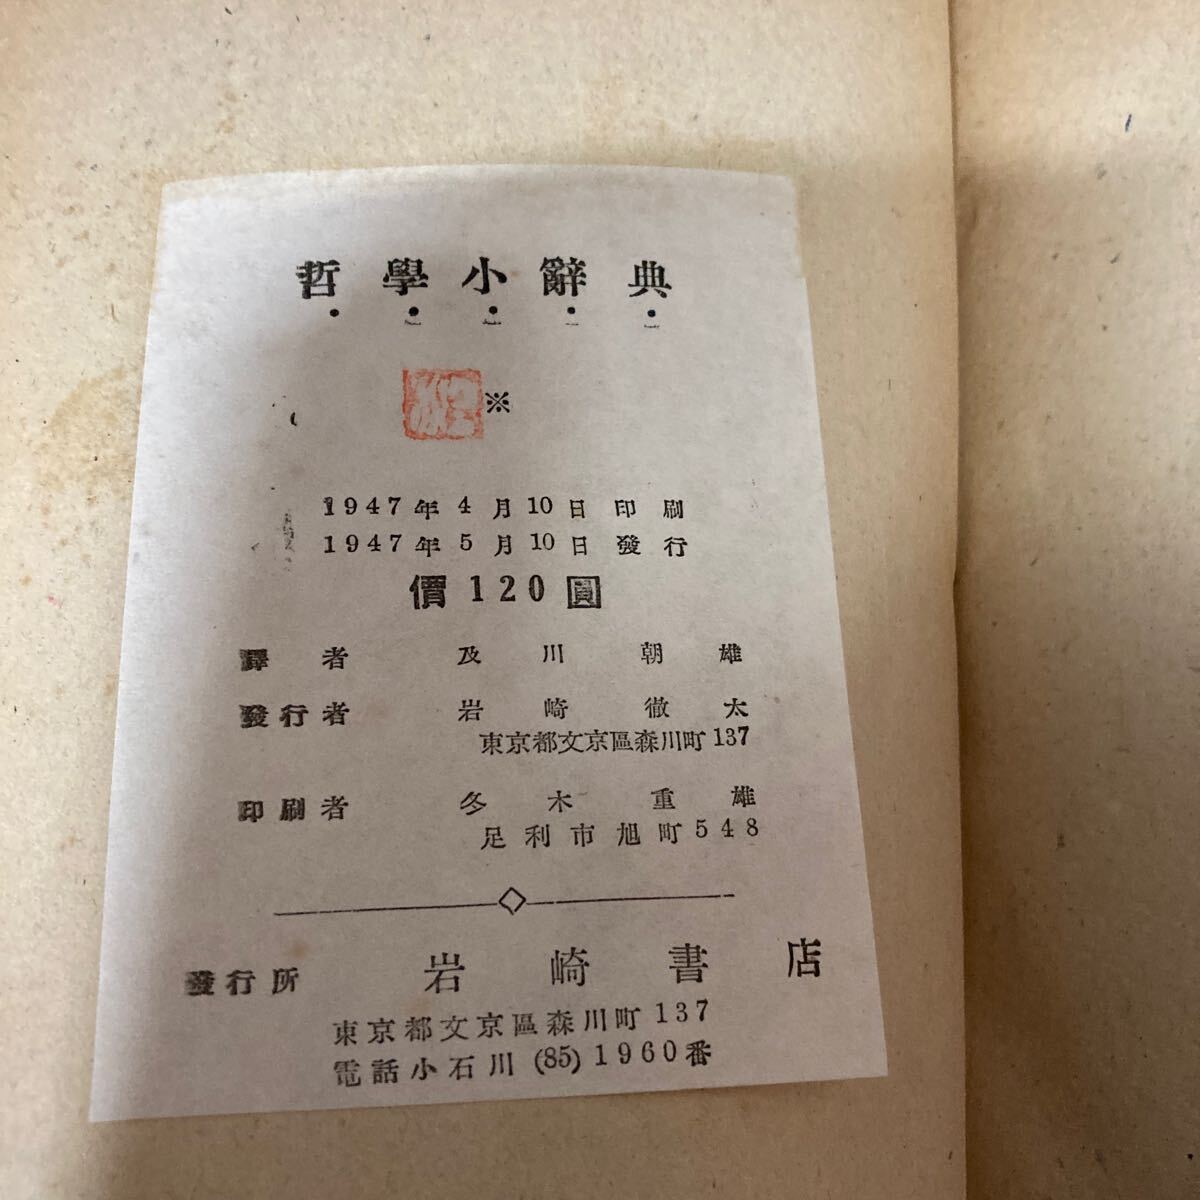 哲學小辭典
※
1947年4月10日印刷
1947年5月10日發行
價120圓
譯者 及川朝雄
發行者 岩崎徹太
東京都文京區森川町137
印刷者 冬木重雄
足利市旭町548
發行所 岩崎書店
東京都文京區森川町137
電話小石川(85)1960番